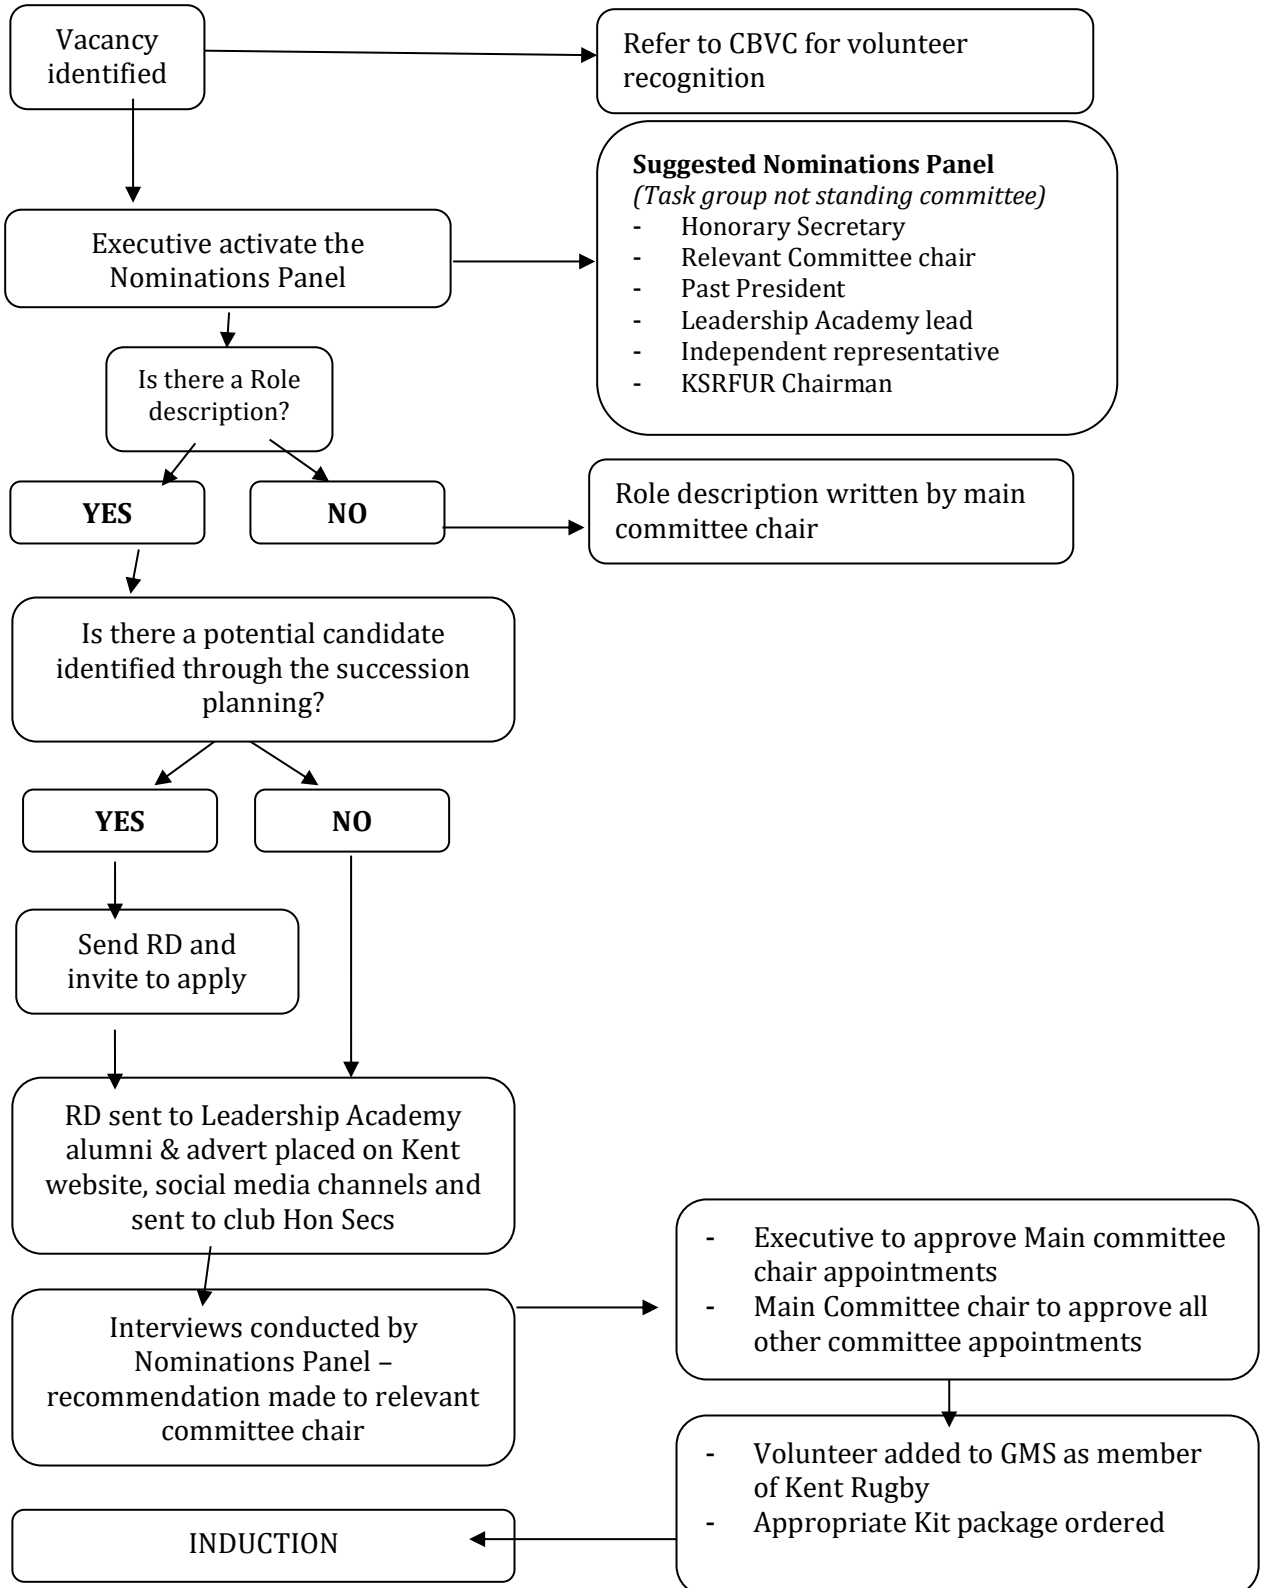 Vacancy
identified
Refer to CBVC for volunteer
recognition
Executive activate the
Nominations Panel
Suggested Nominations Panel
(Task group not standing committee)
- Honorary Secretary
- Relevant Committee chair
- Past President
- Leadership Academy lead
- Independent representative
- KSRFUR Chairman
Is there a Role
description?
YES
NO
Role description written by main
committee chair
Is there a potential candidate
identified through the succession
planning?
YES
NO
Send RD and
invite to apply
RD sent to Leadership Academy
alumni & advert placed on Kent
website, social media channels and
sent to club Hon Secs
Interviews conducted by
Nominations Panel –
recommendation made to relevant
committee chair
- Executive to approve Main committee
chair appointments
- Main Committee chair to approve all
other committee appointments
- Volunteer added to GMS as member
of Kent Rugby
- Appropriate Kit package ordered
INDUCTION